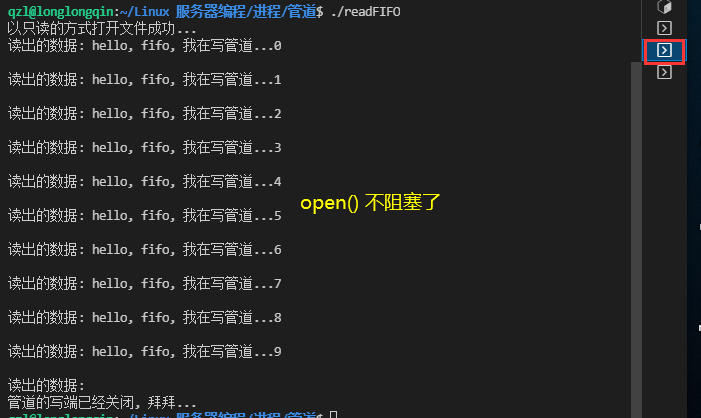 qzl@longlongqin:~/Linux 服务器编程/进程/管道$ ./readFIFO
以只读的方式打开文件成功...
读出的数据: hello, fifo, 我在写管道...0
读出的数据: hello, fifo, 我在写管道...1
读出的数据: hello, fifo, 我在写管道...2
读出的数据: hello, fifo, 我在写管道...3
读出的数据: hello, fifo, 我在写管道...4
open() 不阻塞了
读出的数据: hello, fifo, 我在写管道...5
读出的数据: hello, fifo, 我在写管道...6
读出的数据: hello, fifo, 我在写管道...7
读出的数据: hello, fifo, 我在写管道...8
读出的数据: hello, fifo, 我在写管道...9
读出的数据:
管道的写端已经关闭, 拜拜...
qzl@longlongqin:~/Linux 服务器编程/进程/管道$